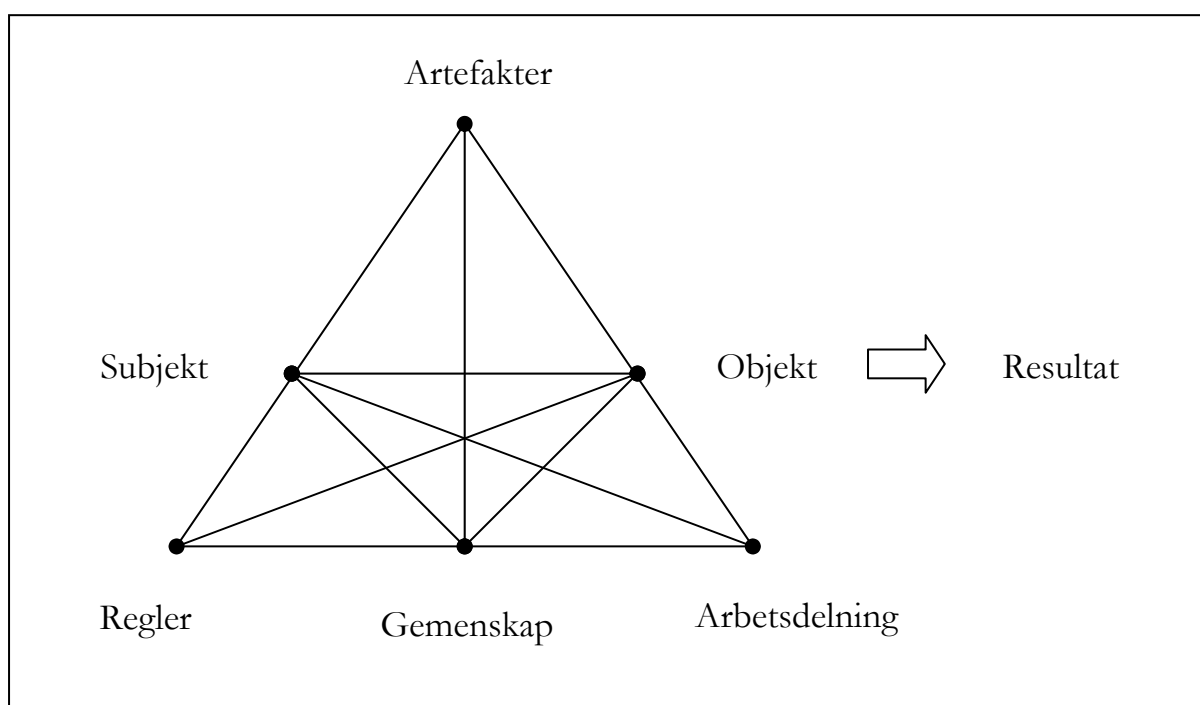 Artefakter
Subjekt
Objekt
Resultat
Regler
Gemenskap
Arbetsdelning